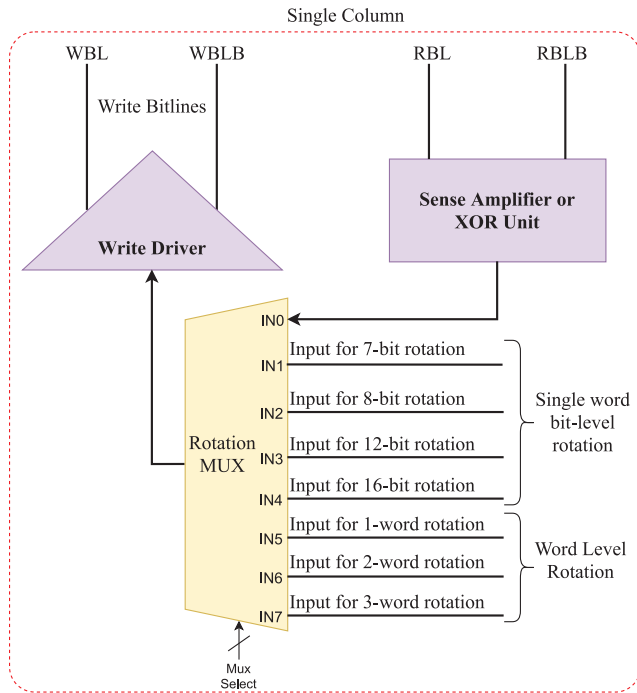 Single Column
WBL
WBLB
RBL
RBLB
Write Bitlines
Write Driver
Sense Amplifier or
XOR Unit
Rotation
MUX
IN0
IN1
Input for 7-bit rotation
IN2
Input for 8-bit rotation
IN3
Input for 12-bit rotation
IN4
Input for 16-bit rotation
Single word
bit-level
rotation
IN5
Input for 1-word rotation
IN6
Input for 2-word rotation
IN7
Input for 3-word rotation
Word Level
Rotation
Mux
Select